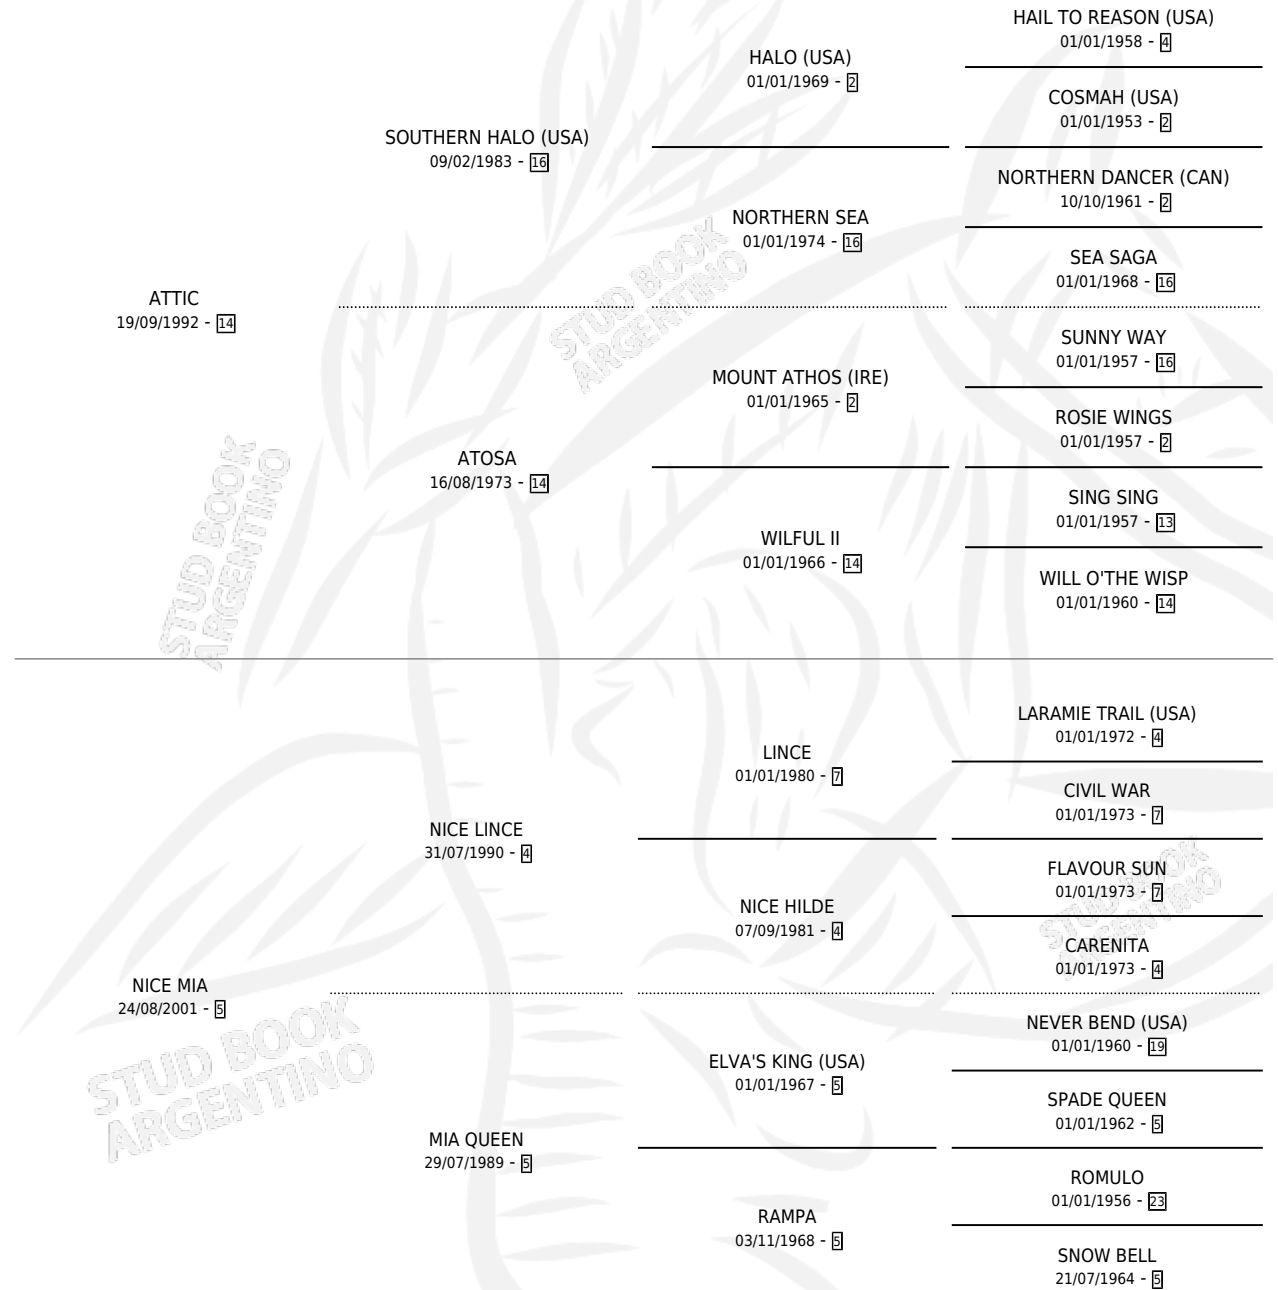 HAIL TO REASON (USA)
01/01/1958 - 4
HALO (USA)
01/01/1969 - 2
COSMAH (USA)
01/01/1953 - 2
SOUTHERN HALO (USA)
09/02/1983 - 16
NORTHERN DANCER (CAN)
10/10/1961 - 2
NORTHERN SEA
01/01/1974 - 16
SEA SAGA
01/01/1968 - 16
ATTIC
19/09/1992 - 14
STUD BOOK
ARGENTINO
SUNNY WAY
01/01/1957 - 16
MOUNT ATHOS (IRE)
01/01/1965 - 2
ROSIE WINGS
01/01/1957 - 2
ATOSA
16/08/1973 - 14
SING SING
01/01/1957 - 13
WILFUL II
01/01/1966 - 14
WILL O'THE WISP
01/01/1960 - 14
STUD BOOK
ARGENTINO
LARAMIE TRAIL (USA)
01/01/1972 - 4
LINCE
01/01/1980 - 7
CIVIL WAR
01/01/1973 - 7
NICE LINCE
31/07/1990 - 4
FLAVOUR SUN
01/01/1973 - 7
NICE HILDE
07/09/1981 - 4
CARENITA
01/01/1973 - 4
STUD BOOK
ARGENTINO
NICE MIA
24/08/2001 - 5
STUD BOOK
ARGENTINO
NEVER BEND (USA)
01/01/1960 - 19
ELVA'S KING (USA)
01/01/1967 - 5
SPADE QUEEN
01/01/1962 - 5
MIA QUEEN
29/07/1989 - 5
ROMULO
01/01/1956 - 23
RAMPA
03/11/1968 - 5
SNOW BELL
21/07/1964 - 5